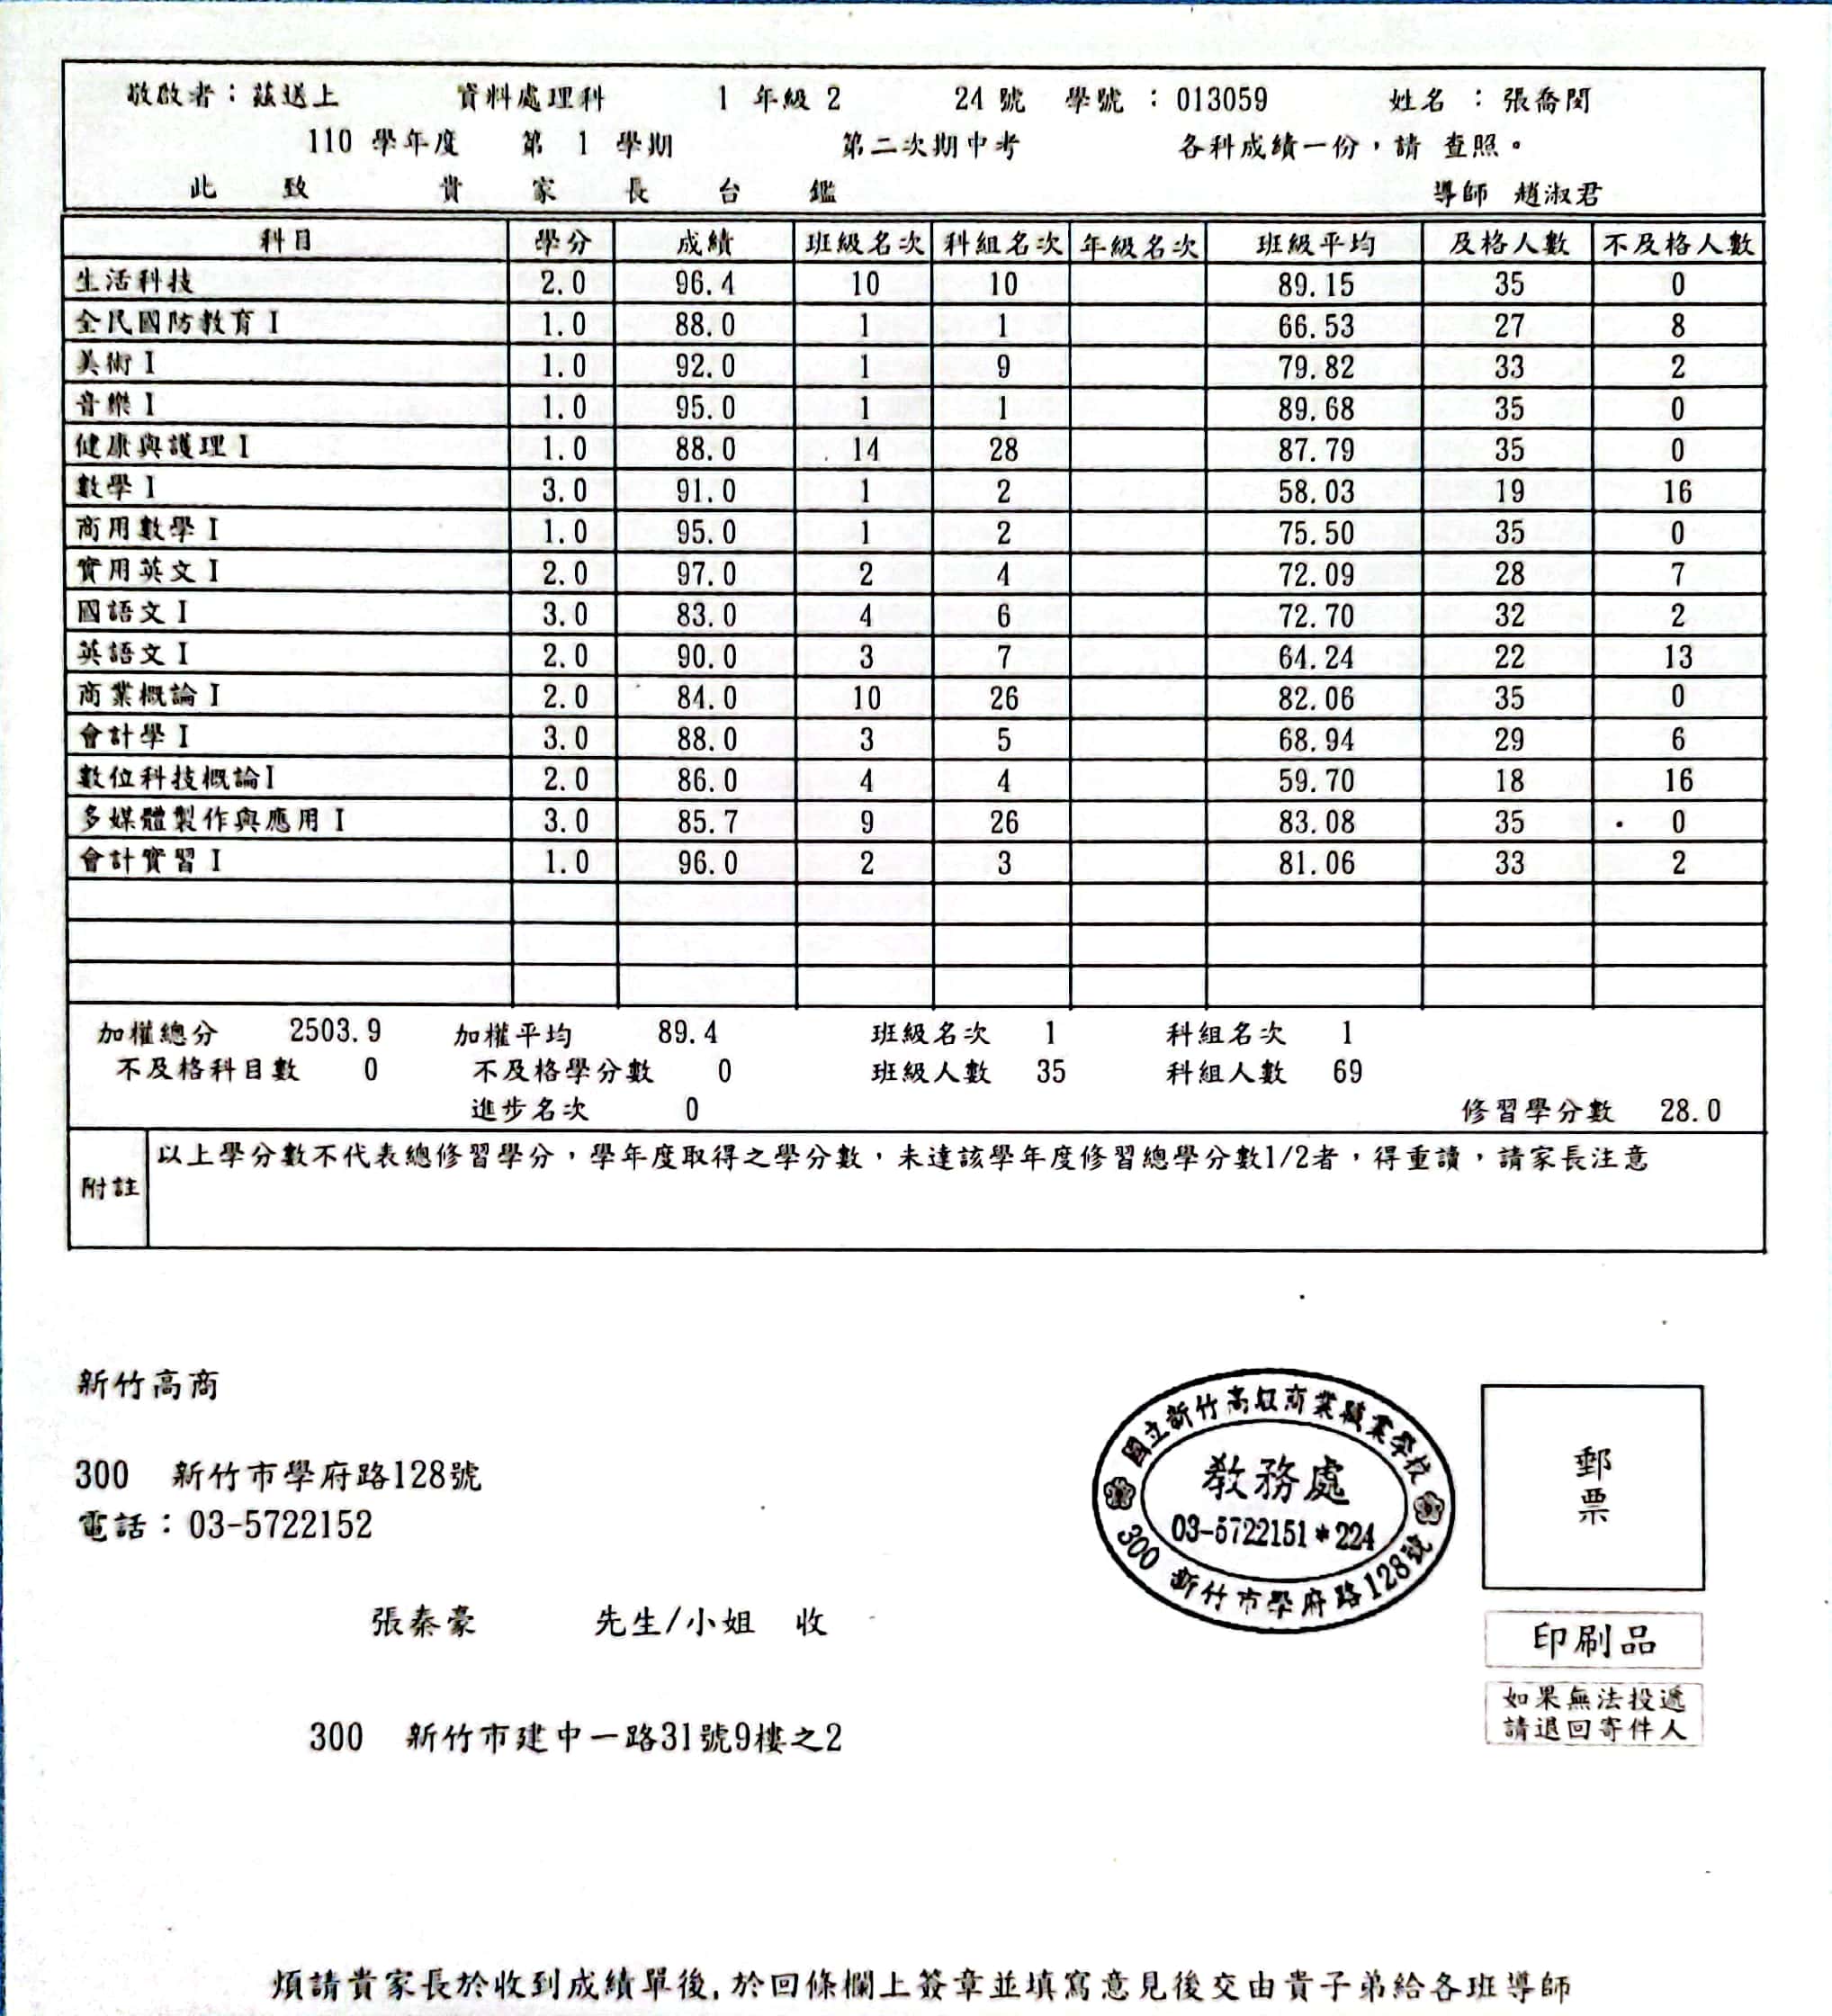 敬啟者：茲送上 資料處理科 1 年級 2 24 號 學號 ：013059 姓名 ：張喬閔
110 學年度 第 1 學期 第二次期中考 各科成績一份，請 查照。
此 致 貴 家 長 台 鑑 導師 趙淑君
科目 學分 成績 班級名次 科組名次 年級名次 班級平均 及格人數 不及格人數
生活科技 2.0 96.4 10 10 89.15 35 0
全民國防教育Ⅰ 1.0 88.0 1 1 66.53 27 8
美術Ⅰ 1.0 92.0 1 9 79.82 33 2
音樂Ⅰ 1.0 95.0 1 1 89.68 35 0
健康與護理Ⅰ 1.0 88.0 14 28 87.79 35 0
數學Ⅰ 3.0 91.0 1 2 58.03 19 16
商用數學Ⅰ 1.0 95.0 1 2 75.50 35 0
實用英文Ⅰ 2.0 97.0 2 4 72.09 28 7
國語文Ⅰ 3.0 83.0 4 6 72.70 32 2
英語文Ⅰ 2.0 90.0 3 7 64.24 22 13
商業概論Ⅰ 2.0 84.0 10 26 82.06 35 0
會計學Ⅰ 3.0 88.0 3 5 68.94 29 6
數位科技概論Ⅰ 2.0 86.0 4 4 59.70 18 16
多媒體製作與應用Ⅰ 3.0 85.7 9 26 83.08 35 0
會計實習Ⅰ 1.0 96.0 2 3 81.06 33 2
加權總分 2503.9 加權平均 89.4 班級名次 1 科組名次 1
不及格科目數 0 不及格學分數 0 班級人數 35 科組人數 69
進步名次 0 修習學分數 28.0
附註 以上學分數不代表總修習學分，學年度取得之學分數，未達該學年度修習總學分數1/2者，得重讀，請家長注意
新竹高商
300 新竹市學府路128號
電話：03-5722152
國立新竹高級商業職業學校
教務處
03-5722151＊224
300 新竹市學府路128號
郵票
印刷品
如果無法投遞
請退回寄件人
張秦豪 先生/小姐 收
300 新竹市建中一路31號9樓之2
煩請貴家長於收到成績單後，於回條欄上簽章並填寫意見後交由貴子弟給各班導師